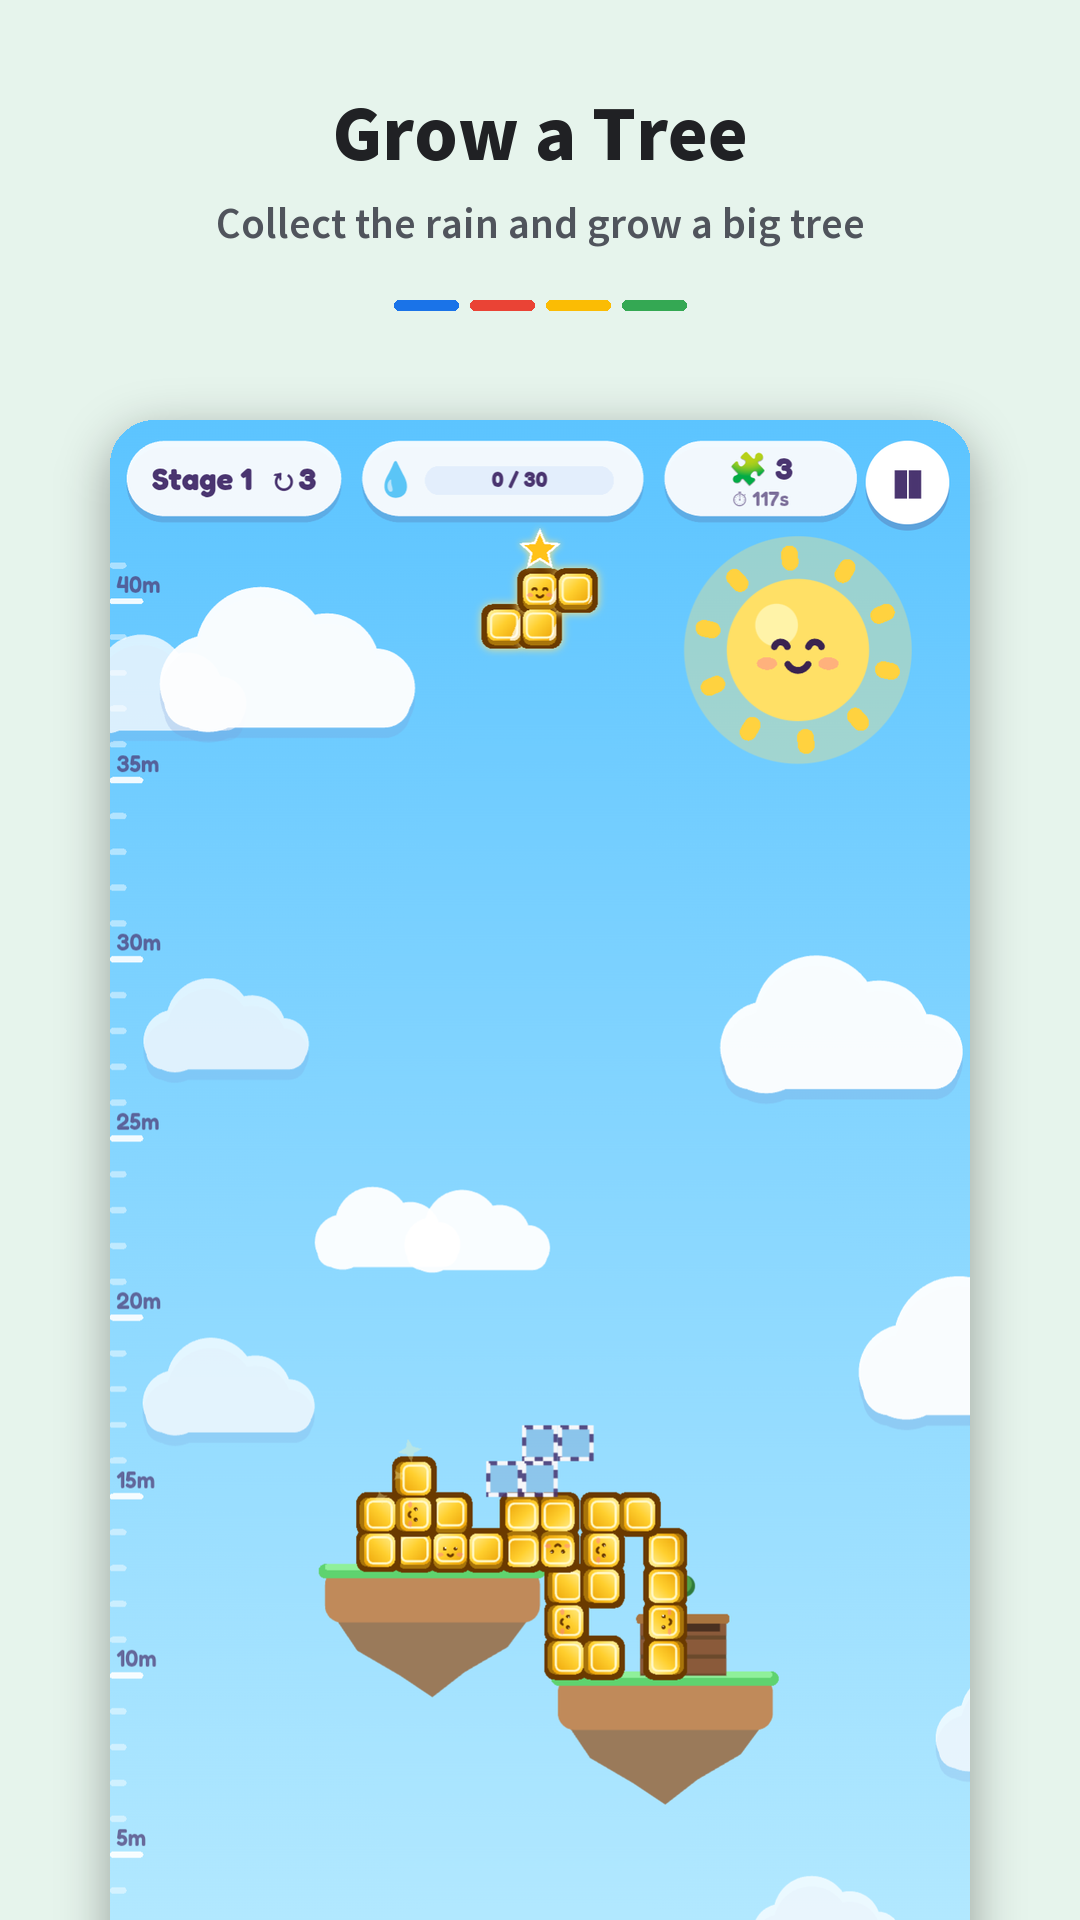 Grow a Tree
Collect the rain and grow a big tree
Stage 1 ↻3
0 / 30
3
117s
40m
35m
30m
25m
20m
15m
10m
5m